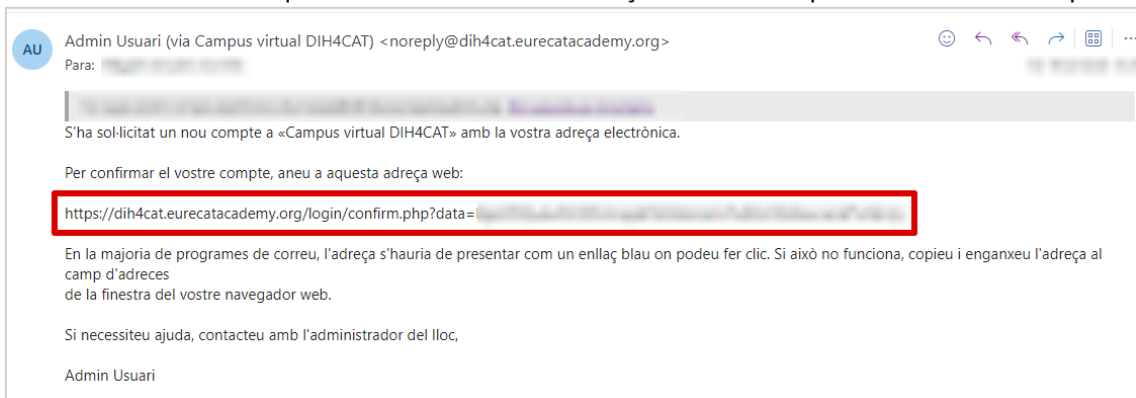 AU
Admin Usuari (via Campus virtual DIH4CAT) <noreply@dih4cat.eurecatacademy.org>
Para:
S'ha sol·licitat un nou compte a «Campus virtual DIH4CAT» amb la vostra adreça electrònica.
Per confirmar el vostre compte, aneu a aquesta adreça web:
https://dih4cat.eurecatacademy.org/login/confirm.php?data=
En la majoria de programes de correu, l'adreça s'hauria de presentar com un enllaç blau on podeu fer clic. Si això no funciona, copieu i enganxeu l'adreça al
camp d'adreces
de la finestra del vostre navegador web.
Si necessiteu ajuda, contacteu amb l'administrador del lloc,
Admin Usuari